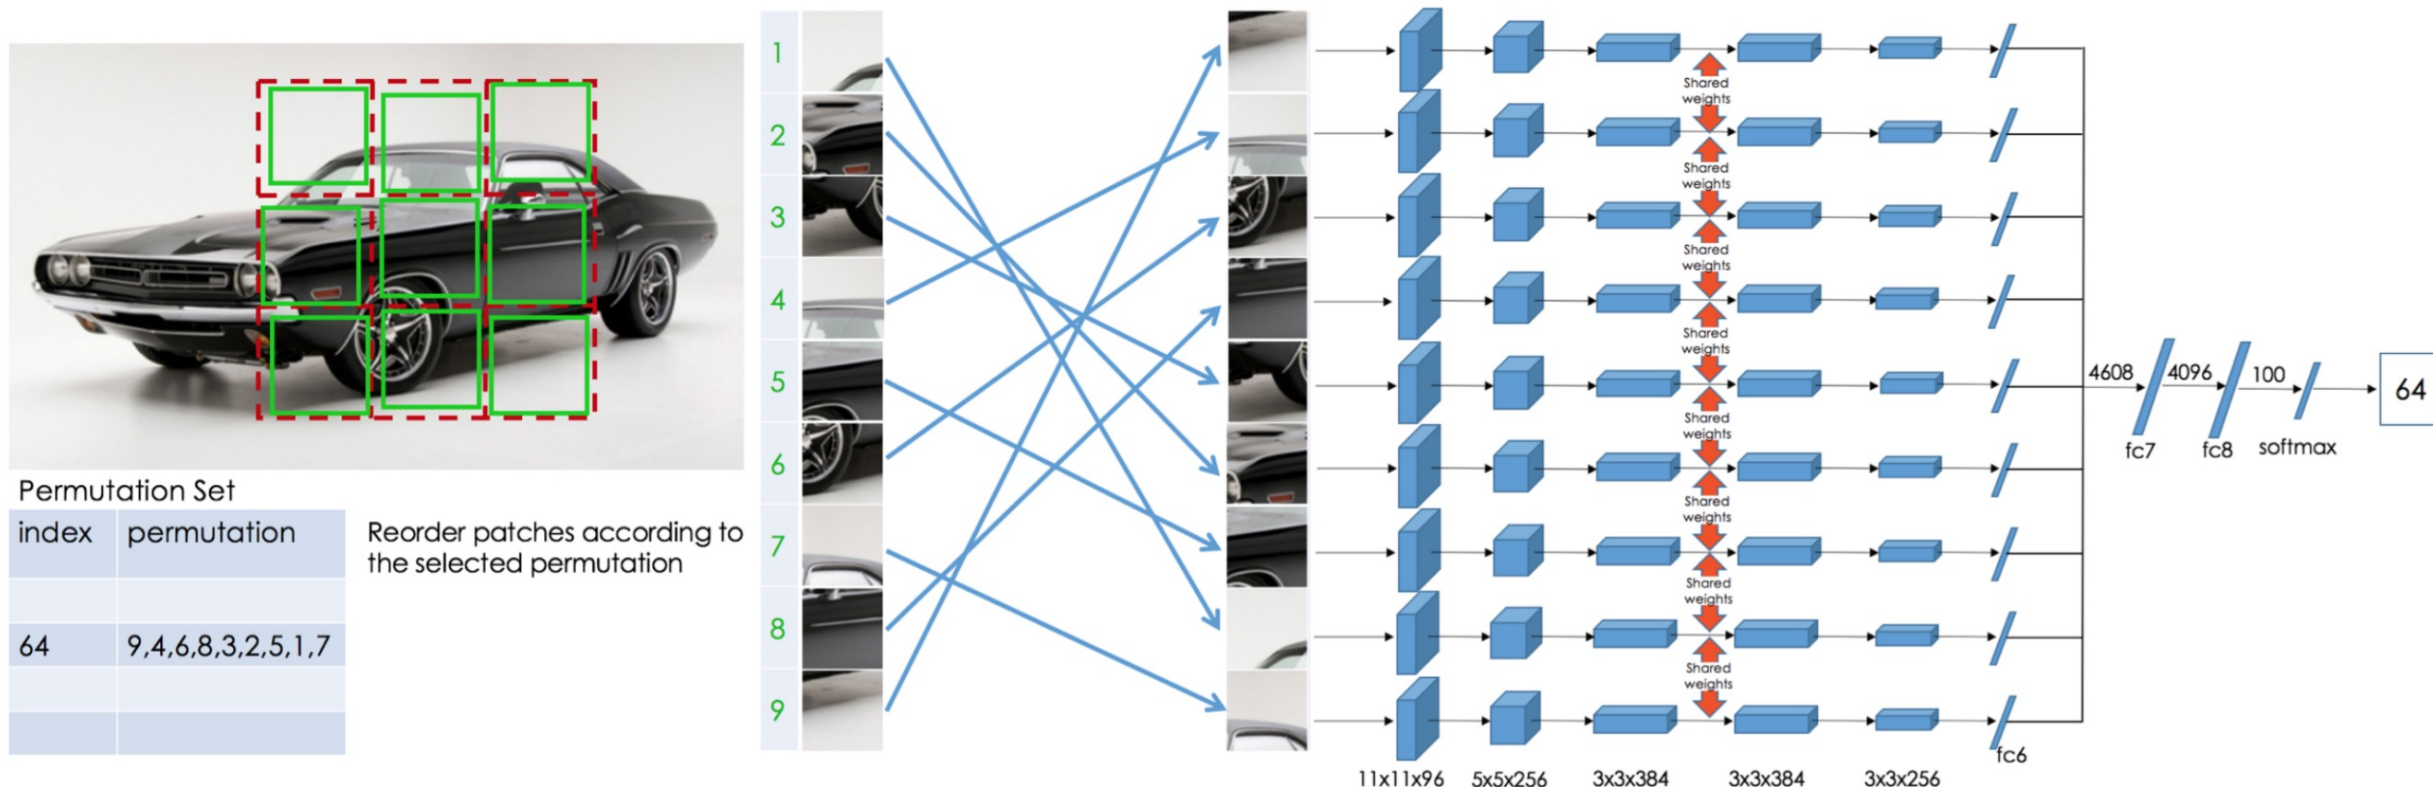 Permutation Set
index permutation
64 9,4,6,8,3,2,5,1,7
Reorder patches according to
the selected permutation
1
2
3
4
5
6
7
8
9
Shared
weights
Shared
weights
Shared
weights
Shared
weights
Shared
weights
Shared
weights
Shared
weights
Shared
weights
11x11x96 5x5x256 3x3x384 3x3x384 3x3x256
fc6
4608 4096 100
fc7 fc8 softmax
64